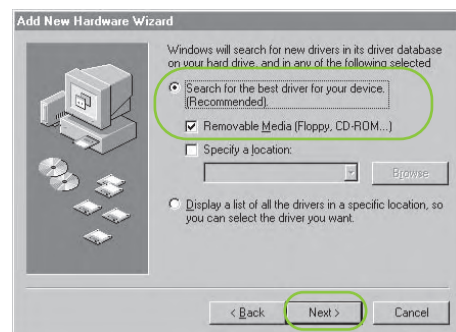 Add New Hardware Wizard
Windows will search for new drivers in its driver database
on your hard drive, and in any of the following selected
Search for the best driver for your device.
(Recommended).
Removable Media (Floppy, CD-ROM...)
Specify a location:
Browse
Display a list of all the drivers in a specific location, so
you can select the driver you want.
< Back
Next >
Cancel